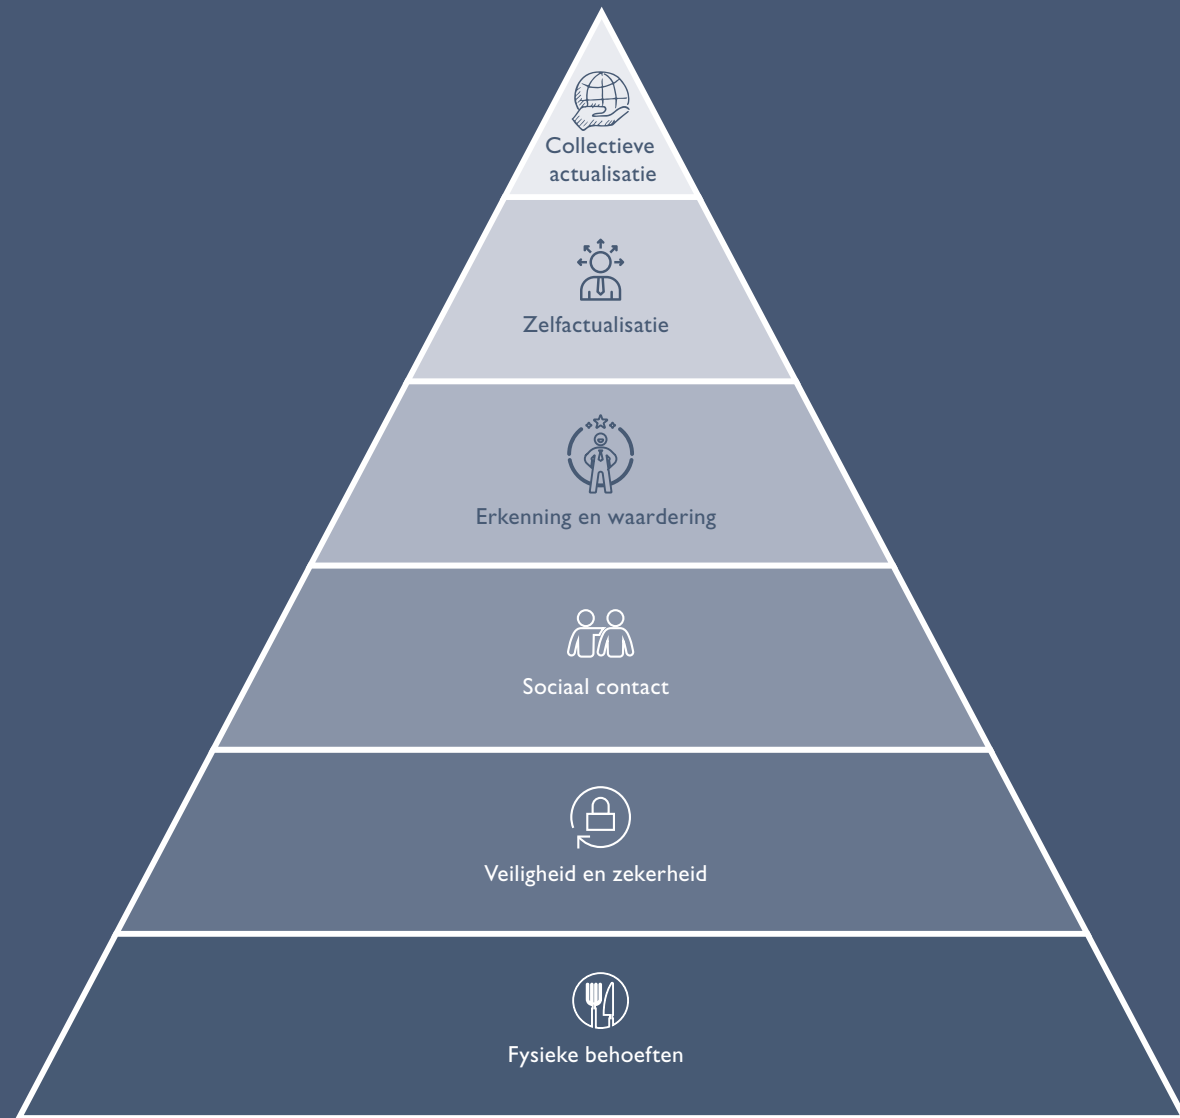 Collectieve
actualisatie
Zelfactualisatie
Erkenning en waardering
Sociaal contact
Veiligheid en zekerheid
Fysieke behoeften